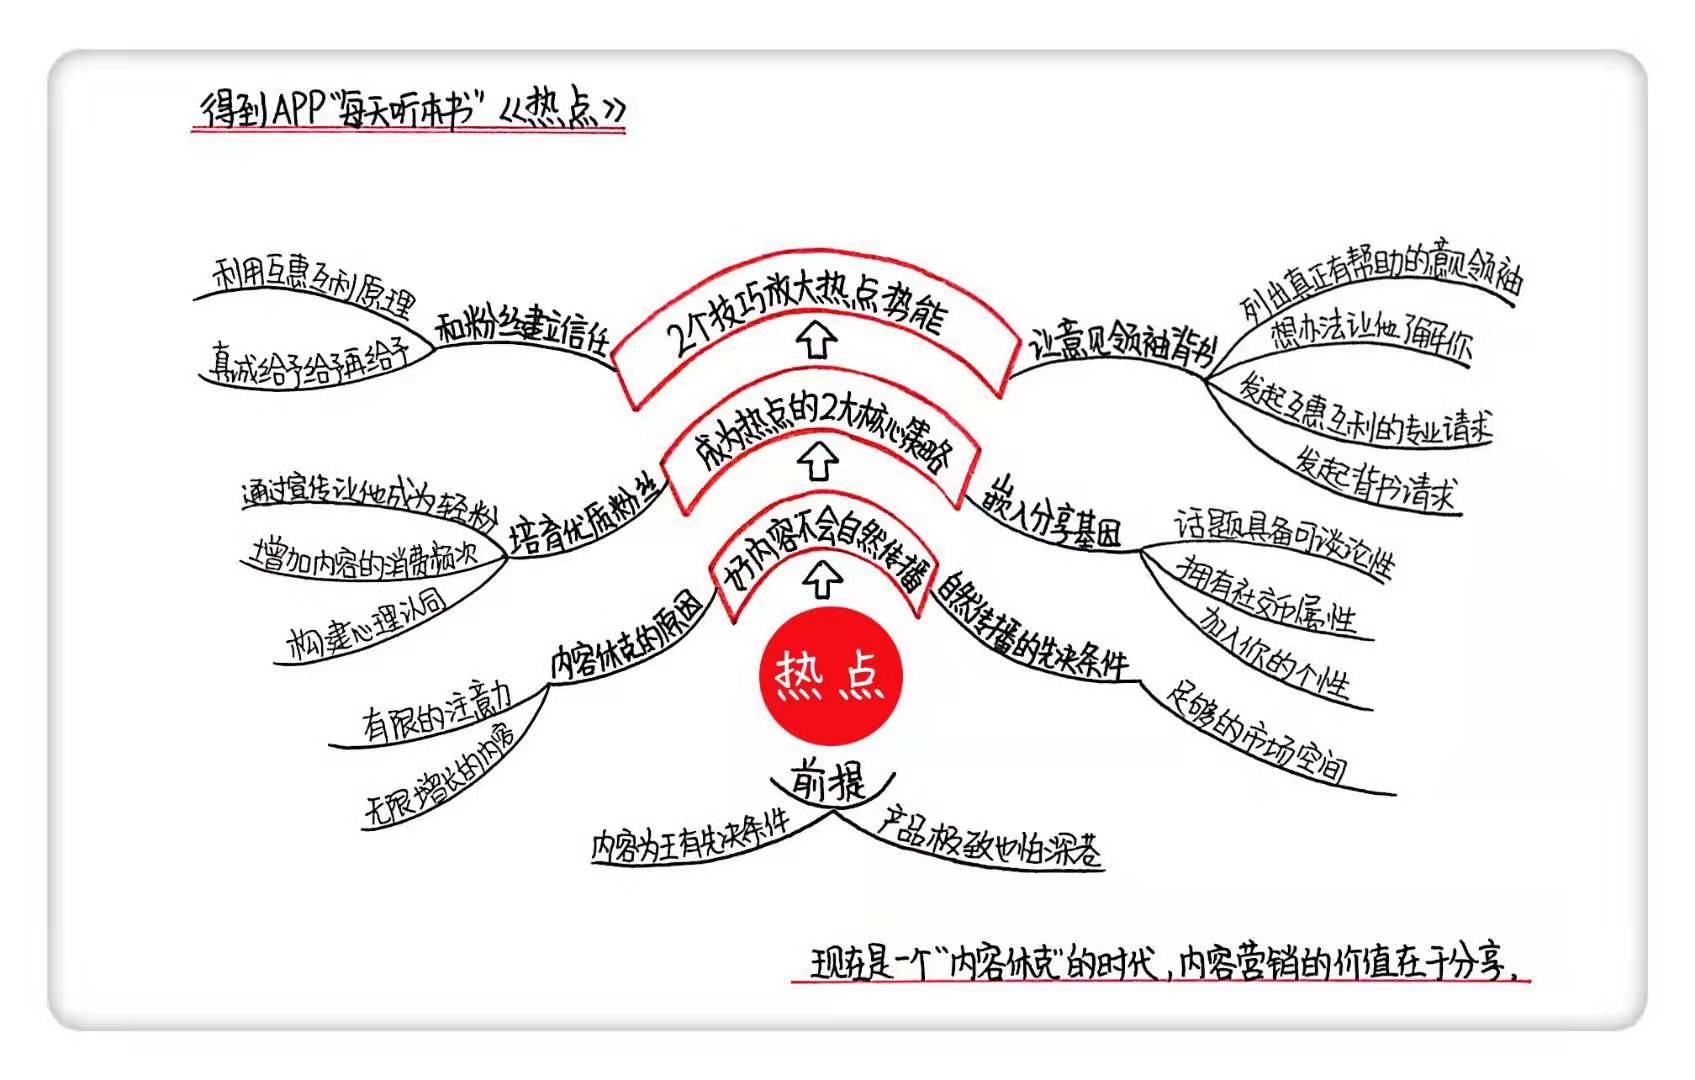 得到APP“每天听本书”《热点》
2个技巧放大热点势能
和粉丝建立信任
利用互惠互利原理
真诚给予给予再给予
让意见领袖背书
列出真正有帮助的意见领袖
想办法让他了解你
发起互惠互利的专业请求
发起背书请求
成为热点的2大核心策略
培育优质粉丝
通过宣传让他成为轻粉
增加内容的消费频次
构建心理认同
嵌入分享基因
话题具备可谈论性
拥有社交币属性
加入你的个性
好内容不会自然传播
内容休克的原因
有限的注意力
无限增长的内容
自然传播的先决条件
足够的市场空间
热点
前提
内容为王有先决条件
产品极致也怕深巷
现在是一个“内容休克”的时代,内容营销的价值在于分享.